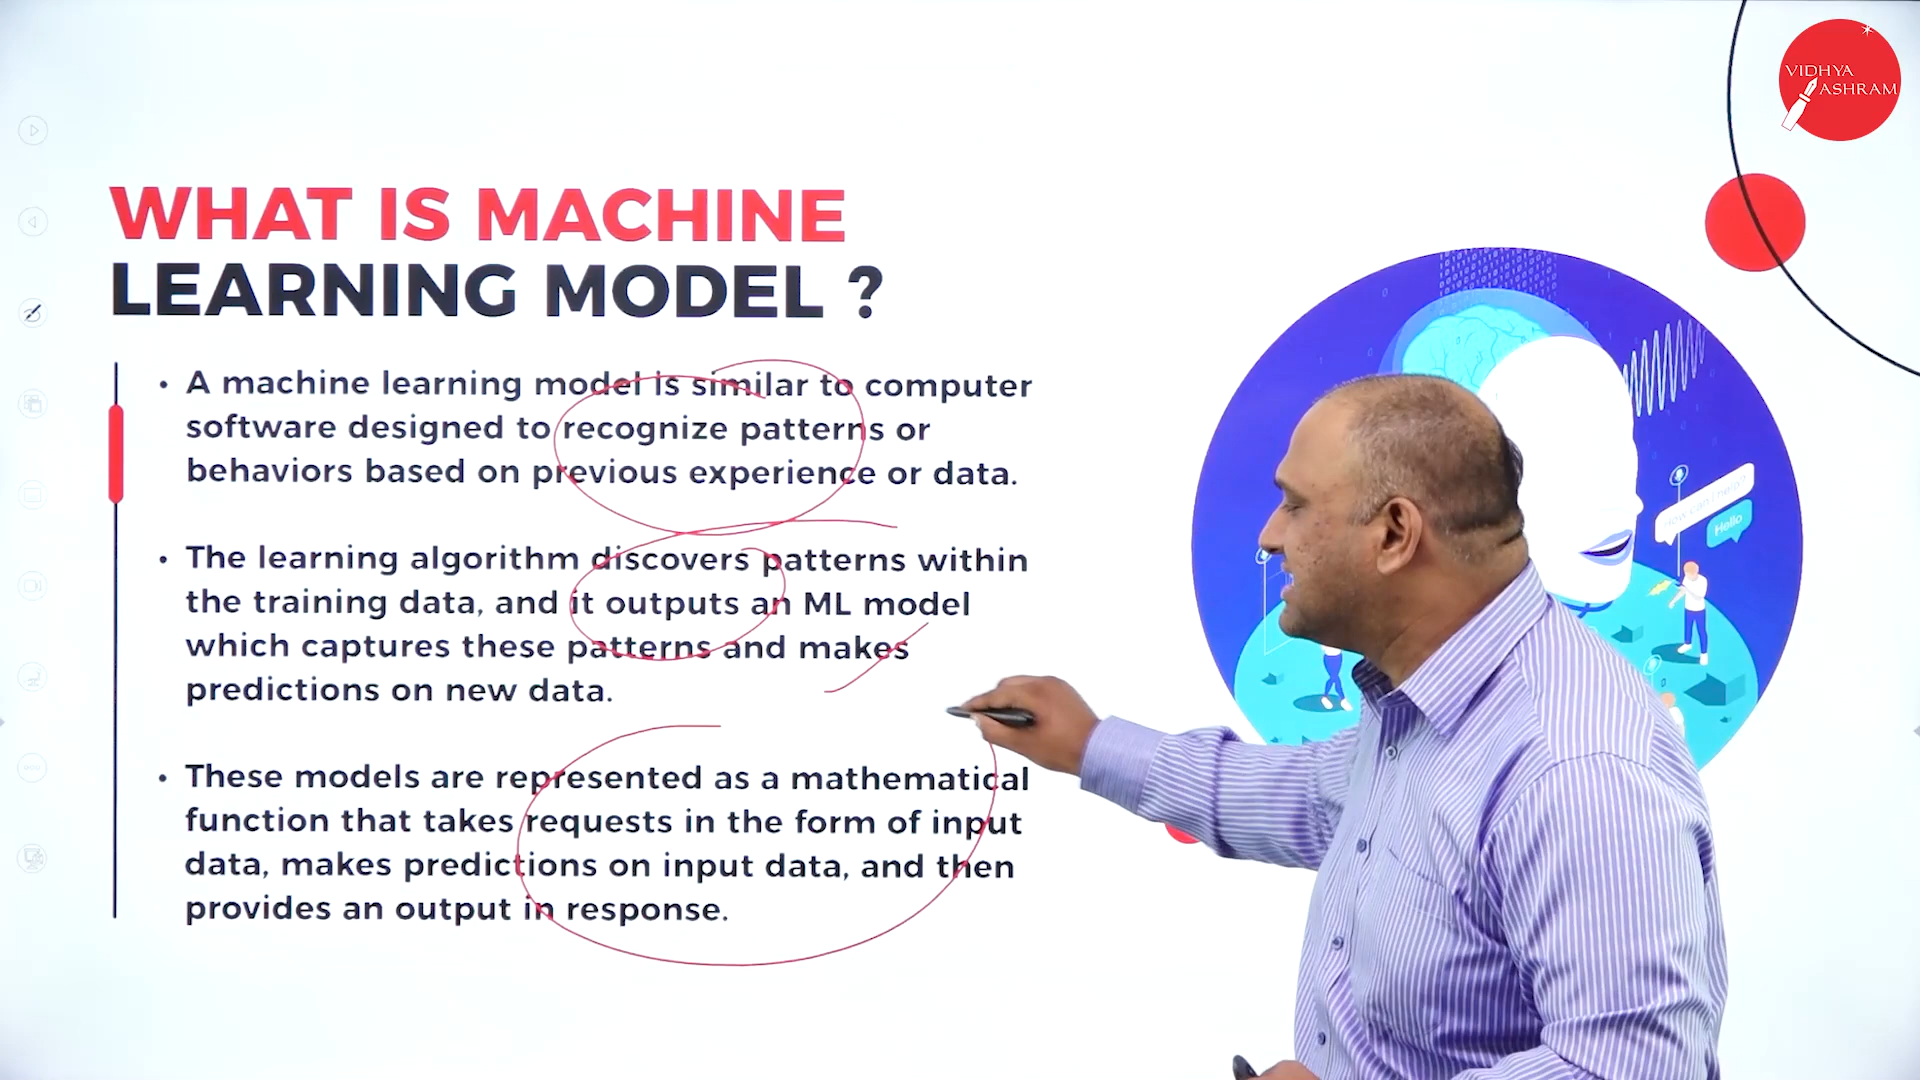 VIDHYA
ASHRAM
WHAT IS MACHINE
LEARNING MODEL ?
• A machine learning model is similar to computer
software designed to recognize patterns or
behaviors based on previous experience or data.
• The learning algorithm discovers patterns within
the training data, and it outputs an ML model
which captures these patterns and makes
predictions on new data.
• These models are represented as a mathematical
function that takes requests in the form of input
data, makes predictions on input data, and then
provides an output in response.
How can I help?
Hello